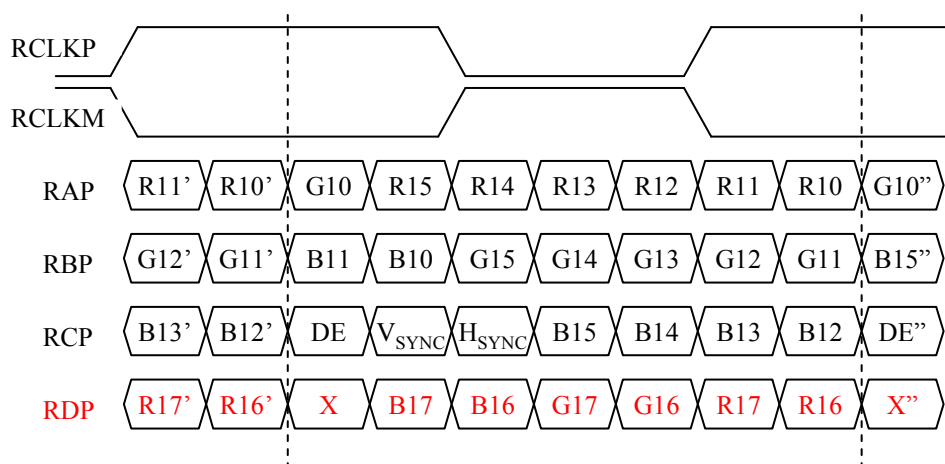 RCLKP
RCLKM
RAP R11’ R10’ G10 R15 R14 R13 R12 R11 R10 G10”
RBP G12’ G11’ B11 B10 G15 G14 G13 G12 G11 B15”
RCP B13’ B12’ DE VSYNC HSYNC B15 B14 B13 B12 DE”
RDP R17’ R16’ X B17 B16 G17 G16 R17 R16 X”